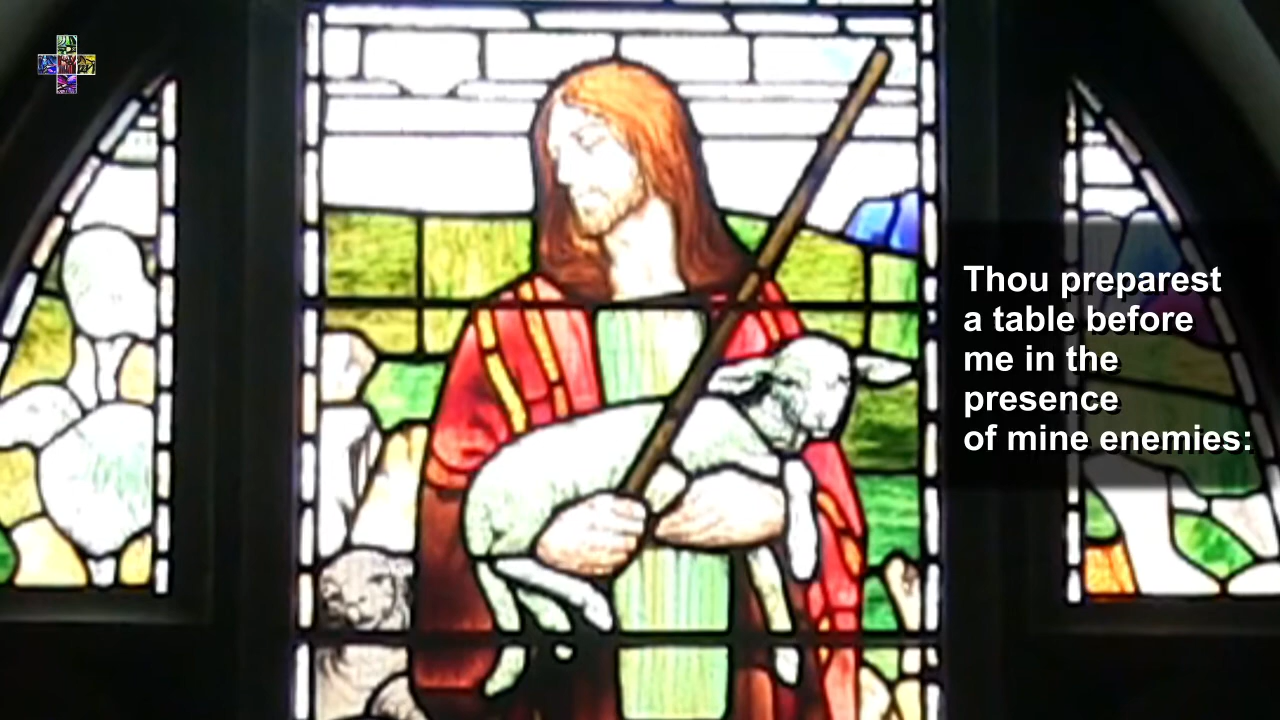 Thou preparest
a table before
me in the
presence
of mine enemies: